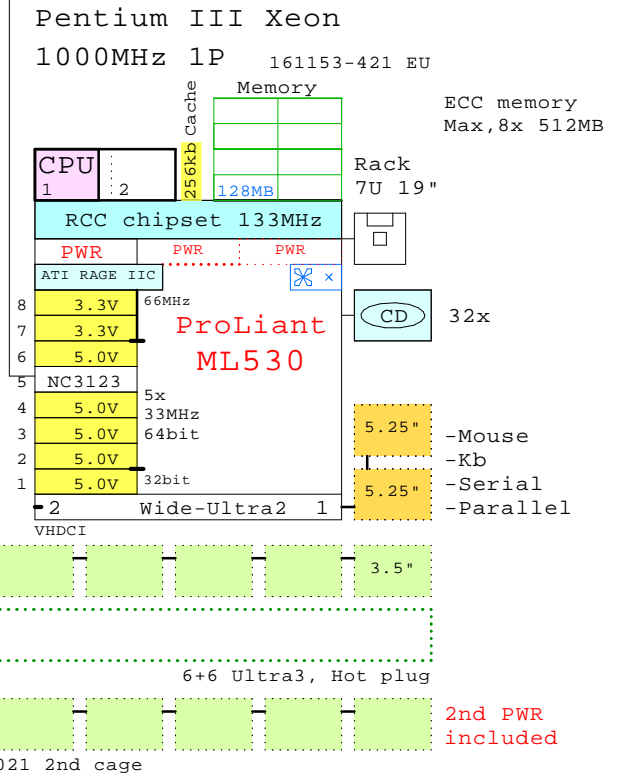 Pentium III Xeon
1000MHz 1P
161153-421 EU
256kb Cache
Memory
ECC memory
Max,8x 512MB
CPU
1
2
128MB
Rack
7U 19"
RCC chipset 133MHz
PWR
PWR
PWR
ATI RAGE IIC
×
8
3.3V
66MHz
7
3.3V
6
5.0V
ProLiant
ML530
CD
32x
5
NC3123
4
5.0V
3
5.0V
2
5.0V
1
5.0V
5x
33MHz
64bit
32bit
5.25"
5.25"
-Mouse
-Kb
-Serial
-Parallel
2
Wide-Ultra2
1
VHDCI
3.5"
6+6 Ultra3, Hot plug
2nd PWR
included
021 2nd cage